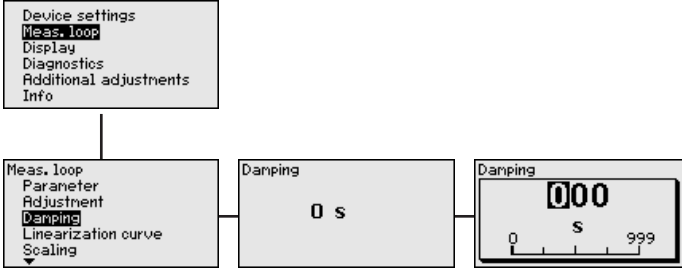 Device settings
Meas. loop
Display
Diagnostics
Additional adjustments
Info
Meas. loop
Parameter
Adjustment
Damping
Linearization curve
Scaling
Damping
0 s
Damping
000
s
0 999